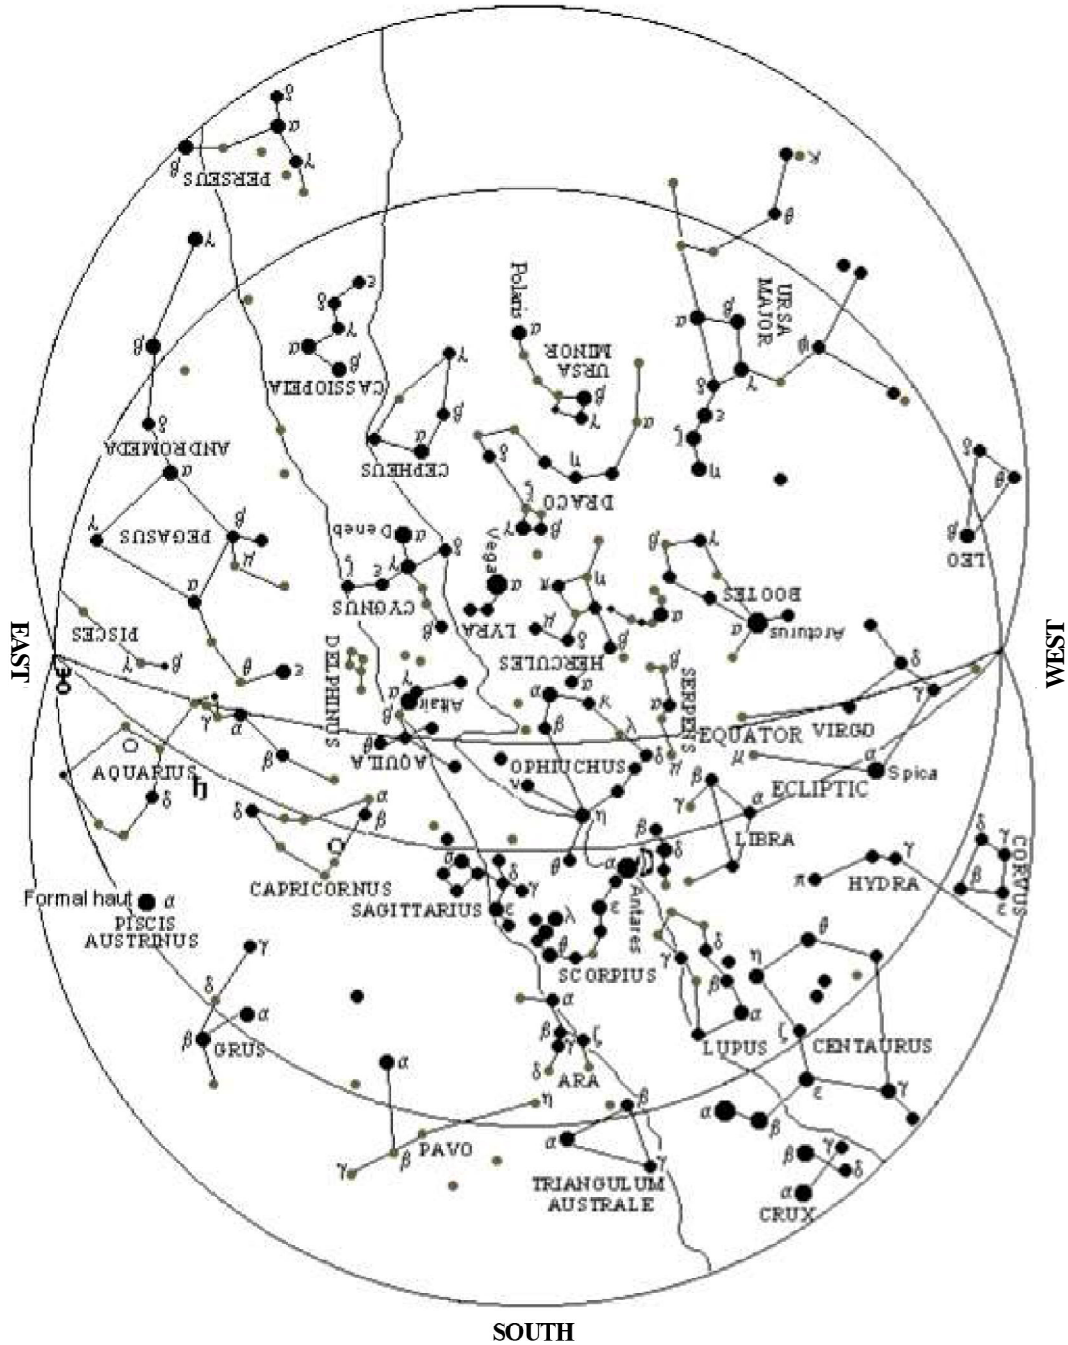 PERSEUS
Polaris
URSA
MAJOR
URSA
MINOR
CASSIOPEIA
ANDROMEDA
CEPHEUS
DRACO
PEGASUS
Deneb
Vega
LEO
CYGNUS
LYRA
BOOTES
Arcturus
PISCES
HERCULES
EAST
WEST
DELPHINUS
SERPENS
Altair
EQUATOR
VIRGO
AQUILA
OPHIUCHUS
AQUARIUS
Spica
ECLIPTIC
LIBRA
CORVUS
CAPRICORNUS
HYDRA
Formal haut α
SAGITTARIUS
Antares
PISCIS
AUSTRINUS
SCORPIUS
GRUS
LUPUS
CENTAURUS
ARA
PAVO
TRIANGULUM
AUSTRALE
CRUX
SOUTH